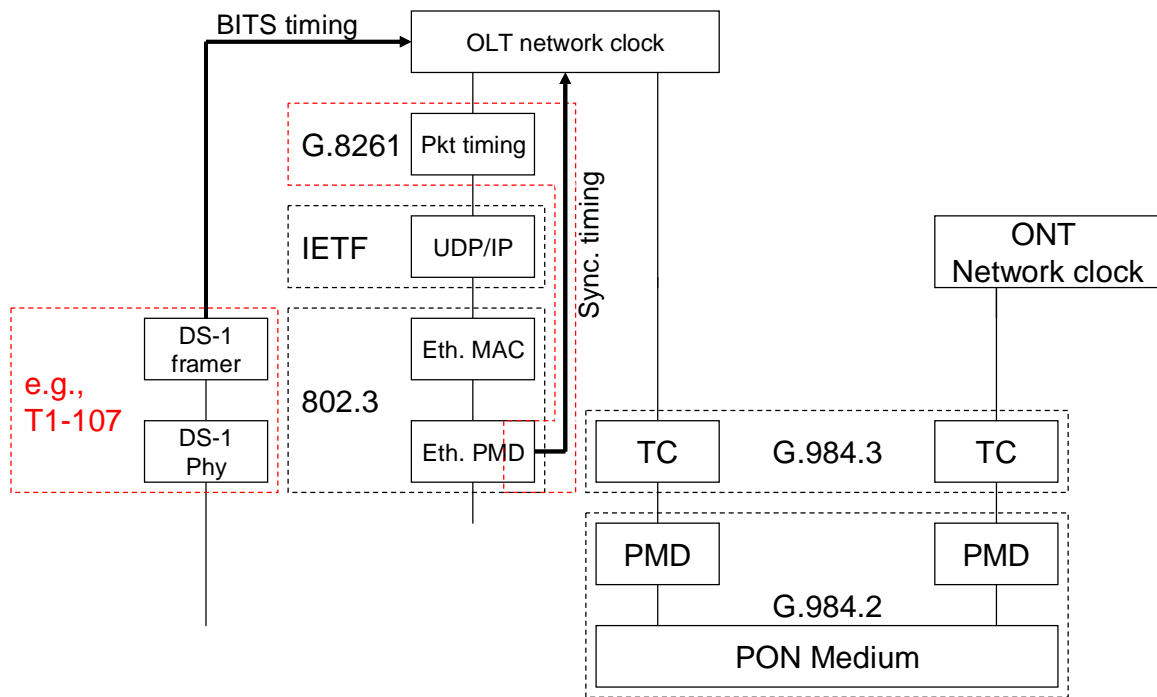 BITS timing
OLT network clock
G.8261
Pkt timing
Sync. timing
IETF
UDP/IP
ONT
Network clock
e.g.,
T1-107
DS-1
framer
DS-1
Phy
802.3
Eth. MAC
Eth. PMD
TC
G.984.3
TC
PMD
PMD
G.984.2
PON Medium